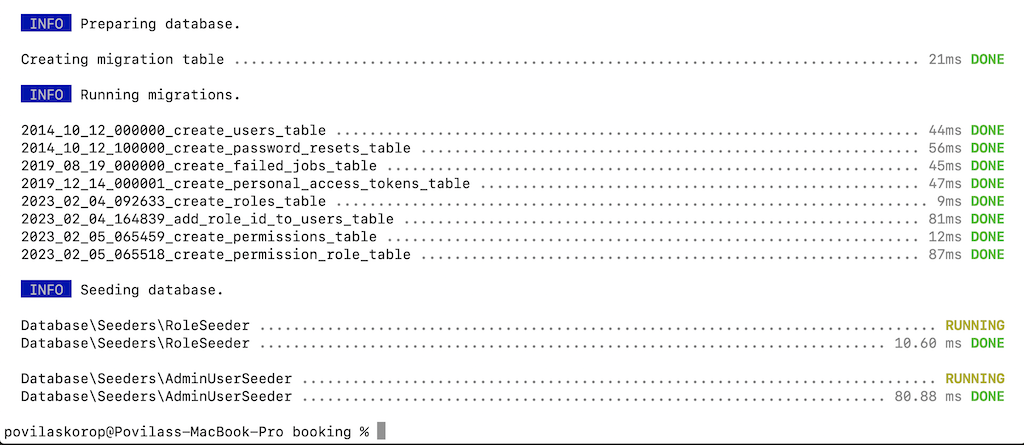 INFO Preparing database.
Creating migration table ................................................................................. 21ms DONE
INFO Running migrations.
2014_10_12_000000_create_users_table ..................................................................... 44ms DONE
2014_10_12_100000_create_password_resets_table ........................................................... 56ms DONE
2019_08_19_000000_create_failed_jobs_table ............................................................... 45ms DONE
2019_12_14_000001_create_personal_access_tokens_table .................................................... 47ms DONE
2023_02_04_092633_create_roles_table ...................................................................... 9ms DONE
2023_02_04_164839_add_role_id_to_users_table ............................................................. 81ms DONE
2023_02_05_065459_create_permissions_table ............................................................... 12ms DONE
2023_02_05_065518_create_permission_role_table ........................................................... 87ms DONE
INFO Seeding database.
Database\Seeders\RoleSeeder ................................................................................ RUNNING
Database\Seeders\RoleSeeder .......................................................................... 10.60 ms DONE
Database\Seeders\AdminUserSeeder ........................................................................... RUNNING
Database\Seeders\AdminUserSeeder ..................................................................... 80.88 ms DONE
povilaskorop@Povilass-MacBook-Pro booking %